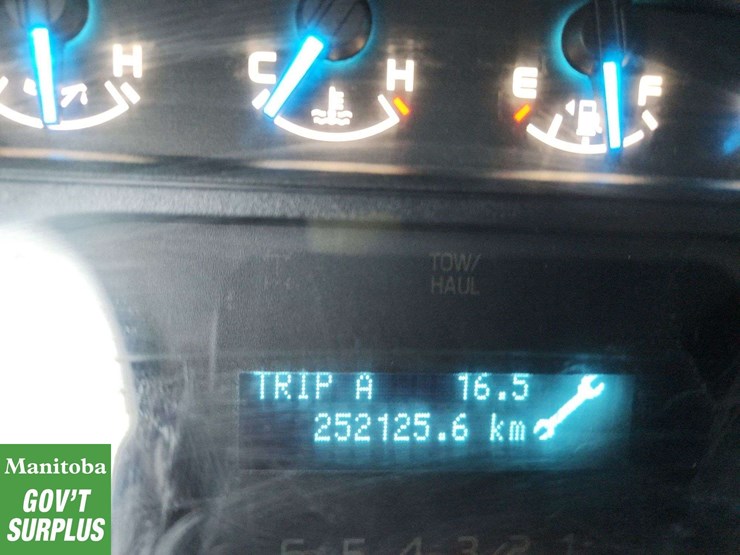 H
C H
E F
TOW/
HAUL
TRIP A 16.5
252125.6 km
Manitoba
GOV'T
SURPLUS